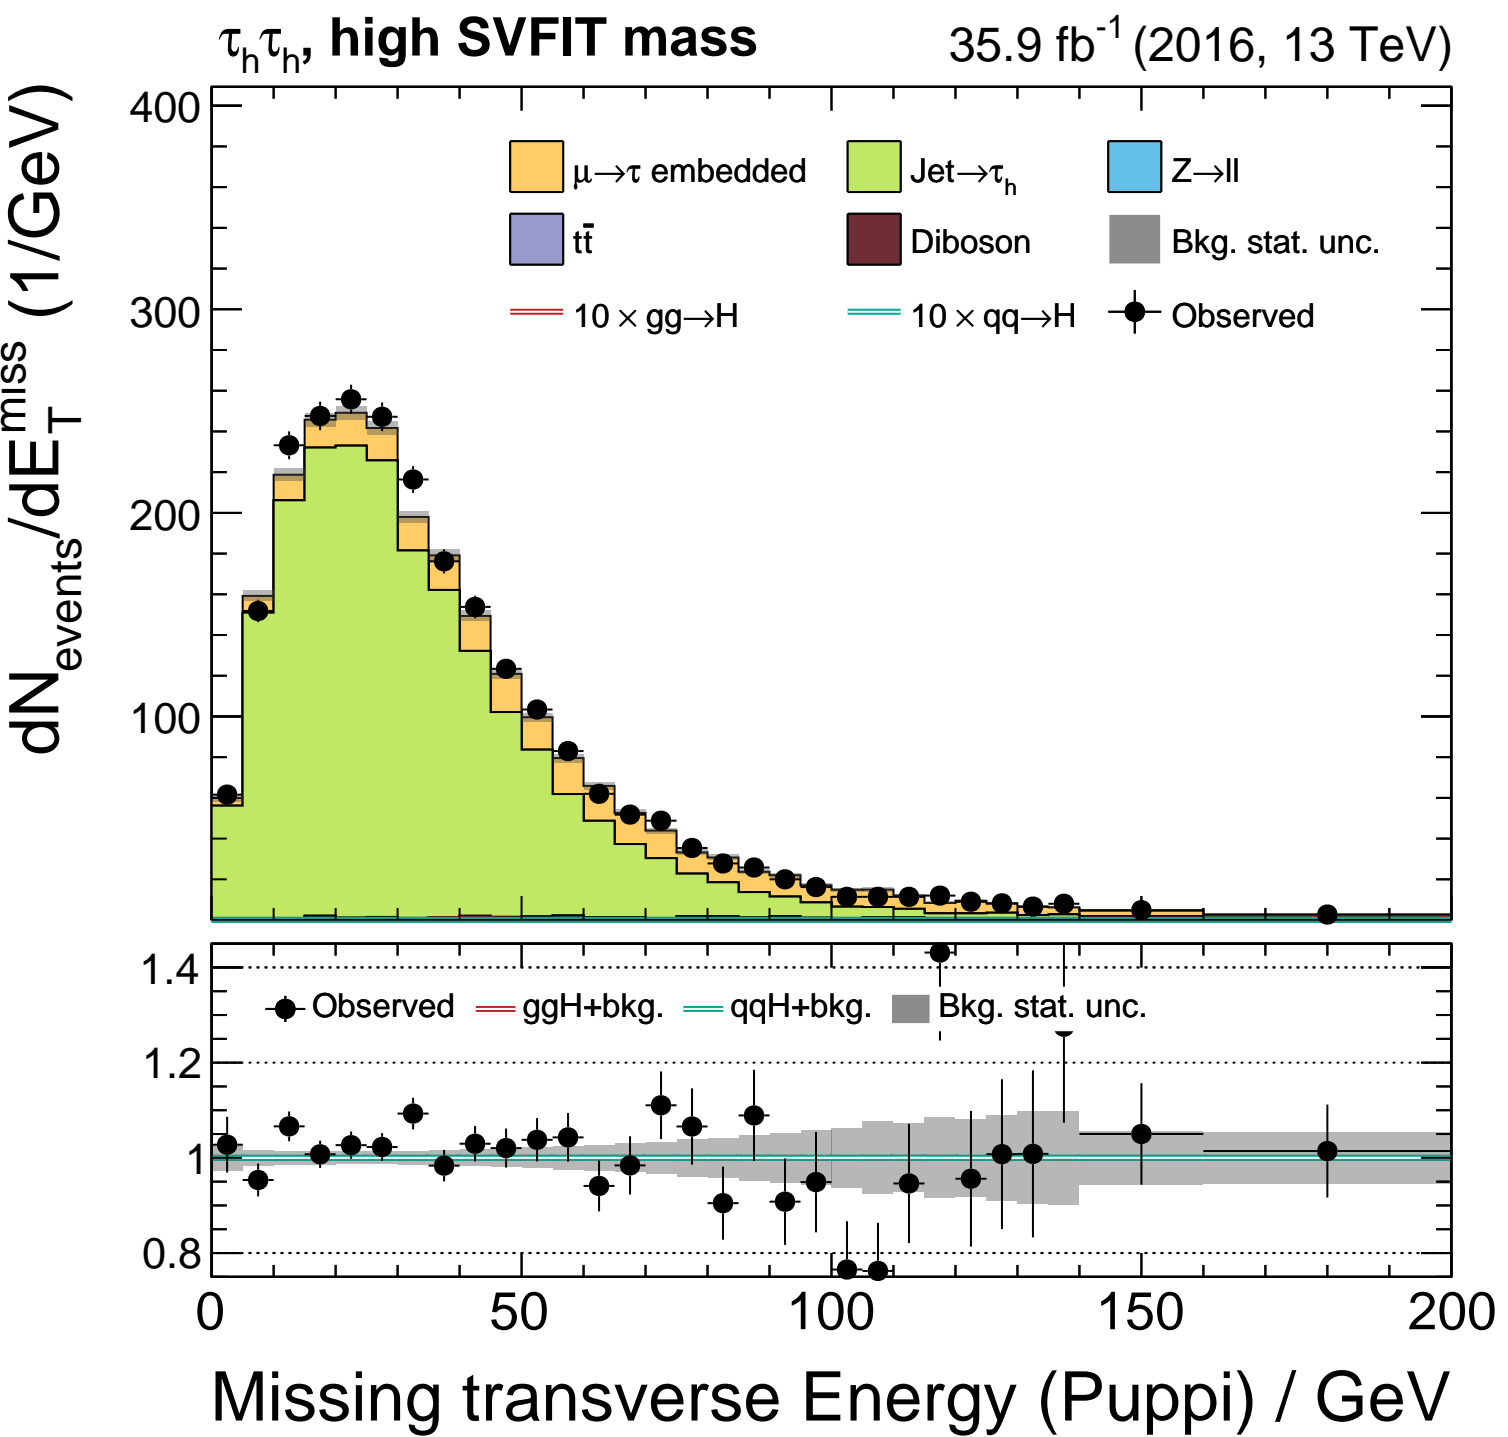 τhτh, high SVFIT mass 35.9 fb-1 (2016, 13 TeV)
dNevents/dETmiss (1/GeV)
400
300
200
100
μ→τ embedded Jet→τh Z→ll
tt̄ Diboson Bkg. stat. unc.
10 × gg→H 10 × qq→H Observed
1.4
1.2
1
0.8
Observed ggH+bkg. qqH+bkg. Bkg. stat. unc.
0 50 100 150 200
Missing transverse Energy (Puppi) / GeV